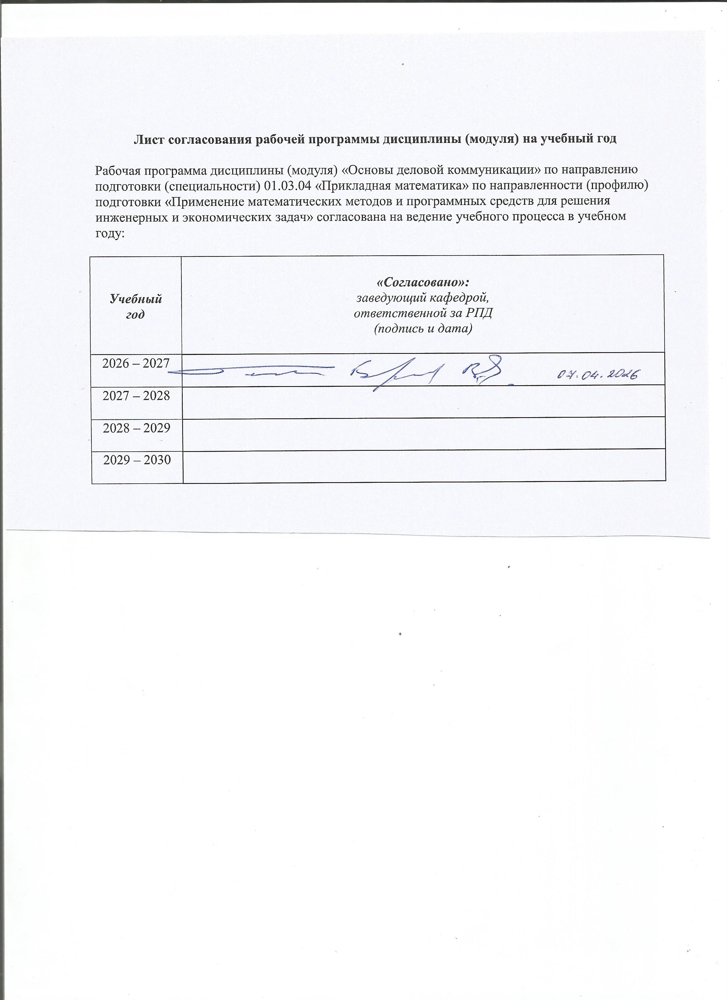 Лист согласования рабочей программы дисциплины (модуля) на учебный год
Рабочая программа дисциплины (модуля) «Основы деловой коммуникации» по направлению
подготовки (специальности) 01.03.04 «Прикладная математика» по направленности (профилю)
подготовки «Применение математических методов и программных средств для решения
инженерных и экономических задач» согласована на ведение учебного процесса в учебном
году:
Учебный
год
«Согласовано»:
заведующий кафедрой,
ответственной за РПД
(подпись и дата)
2026 – 2027
07.04.2026
2027 – 2028
2028 – 2029
2029 – 2030